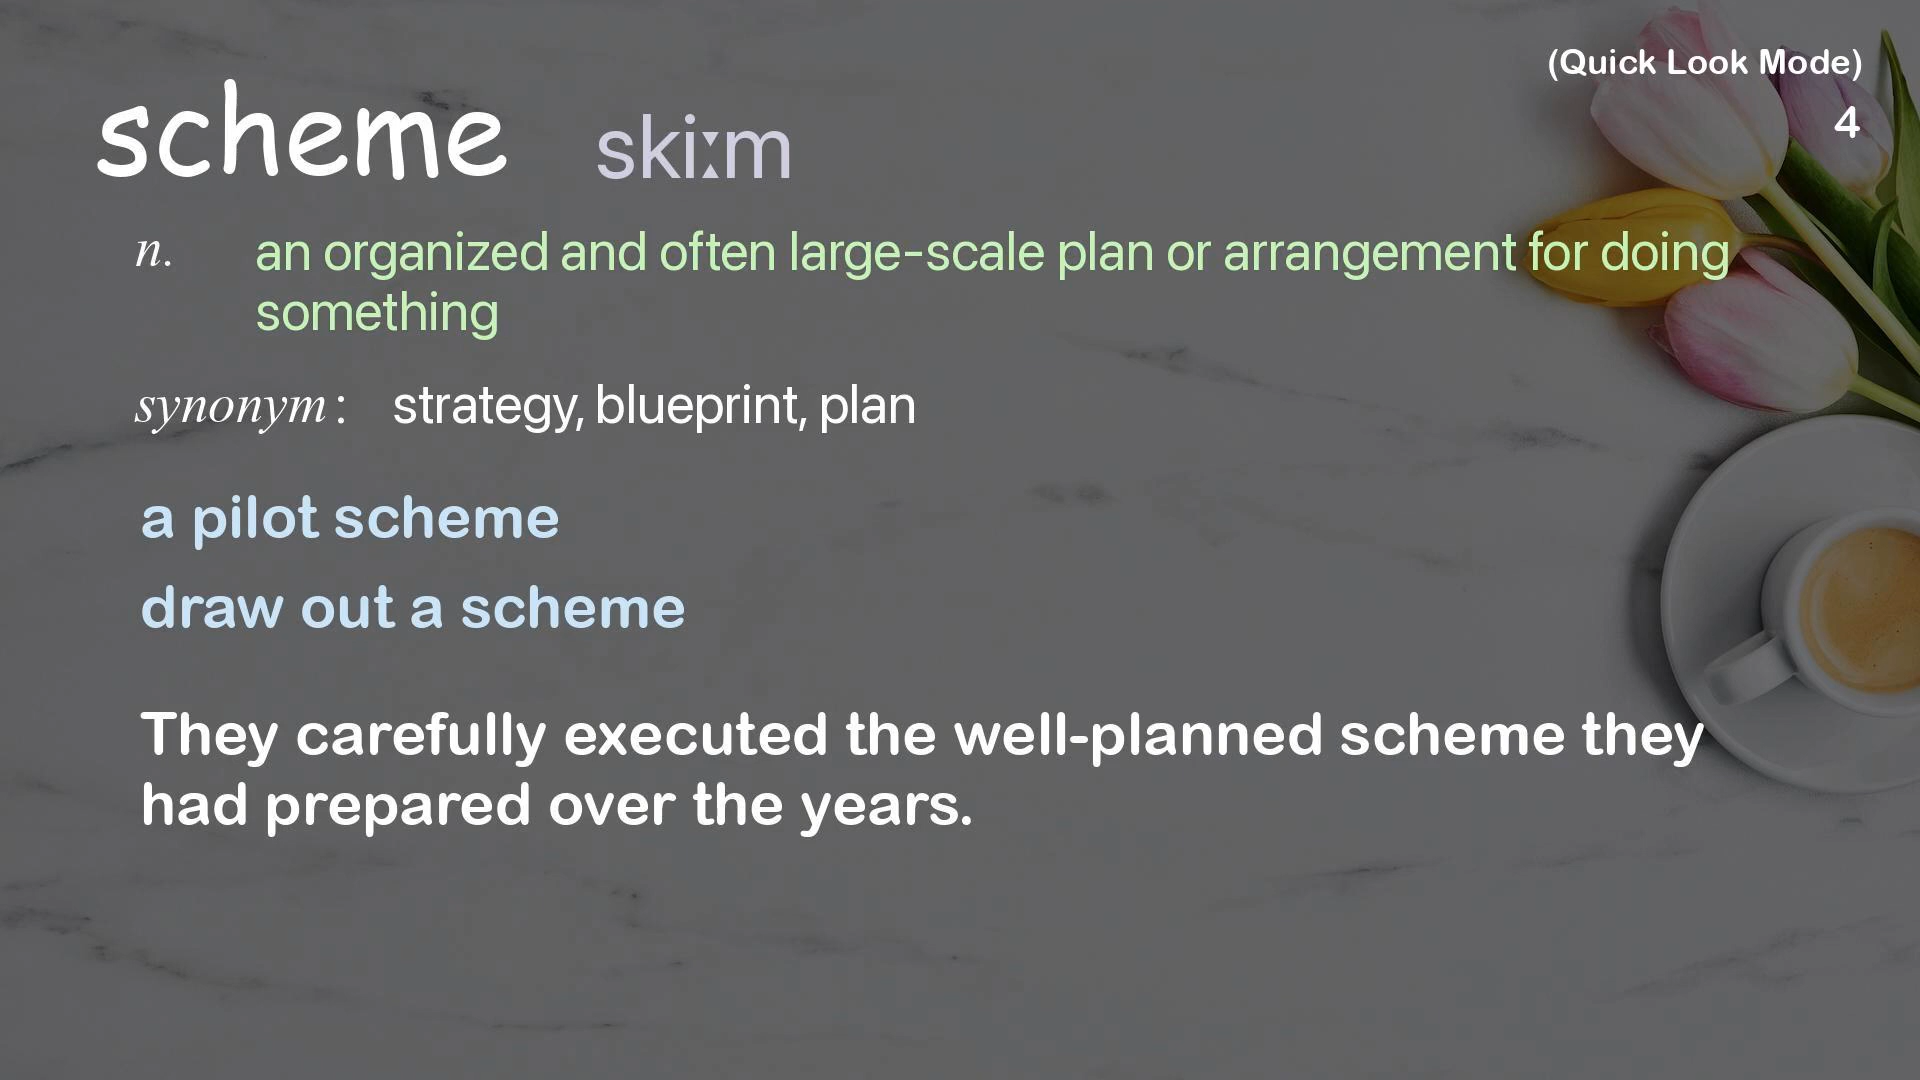 (Quick Look Mode)
4
scheme skiːm
n. an organized and often large-scale plan or arrangement for doing
something
synonym: strategy, blueprint, plan
a pilot scheme
draw out a scheme
They carefully executed the well-planned scheme they
had prepared over the years.